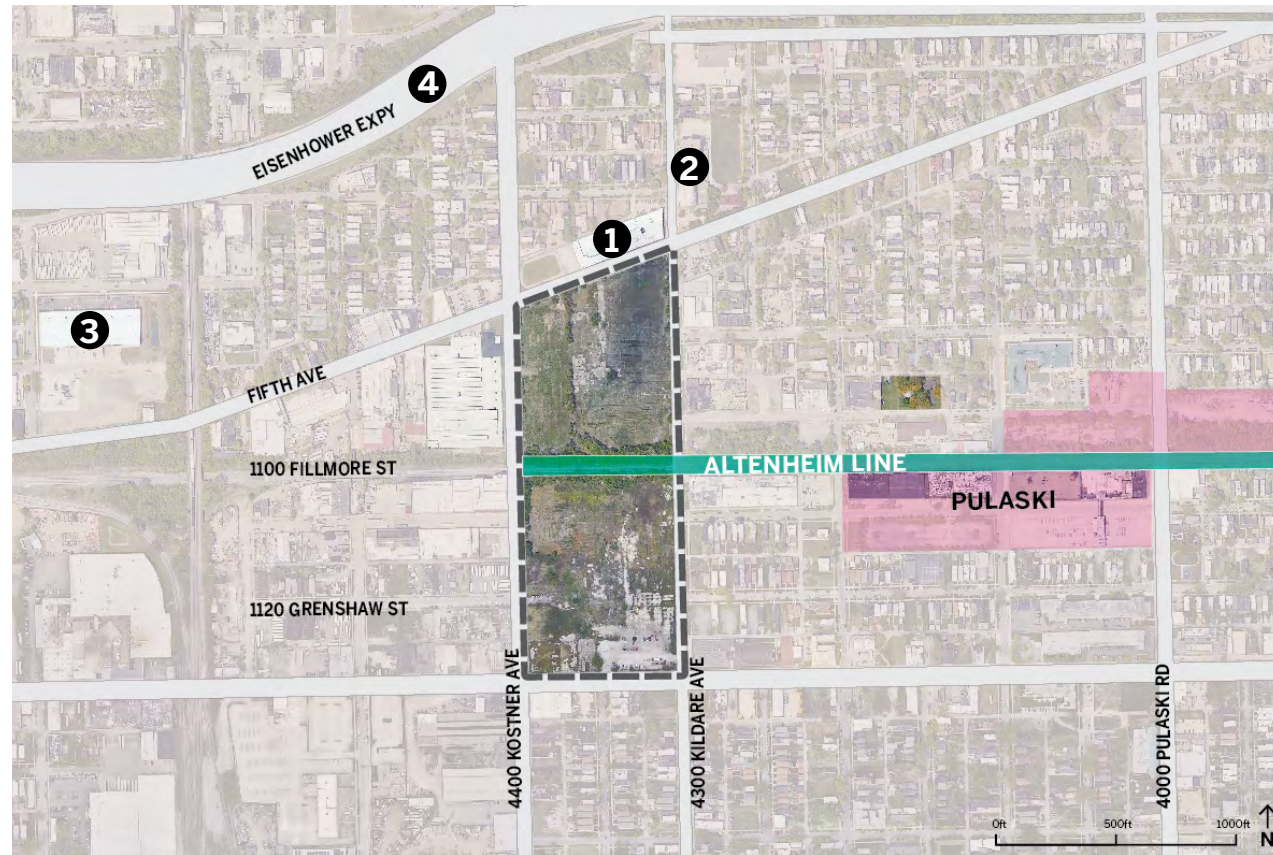 4
EISENHOWER EXPY
2
1
3
FIFTH AVE
1100 FILLMORE ST
ALTENHEIM LINE
PULASKI
1120 GRENSHAW ST
4400 KOSTNER AVE
4300 KILDARE AVE
4000 PULASKI RD
0ft 500ft 1000ft
N